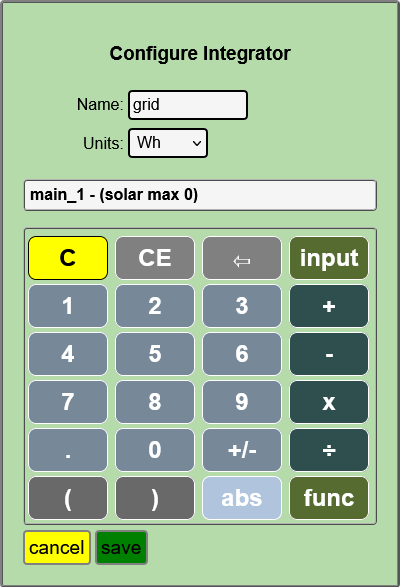 Configure Integrator
Name: grid
Units: Wh
main_1 - (solar max 0)
C CE ⇦ input
1 2 3 +
4 5 6 -
7 8 9 x
. 0 +/- ÷
( ) abs func
cancel save